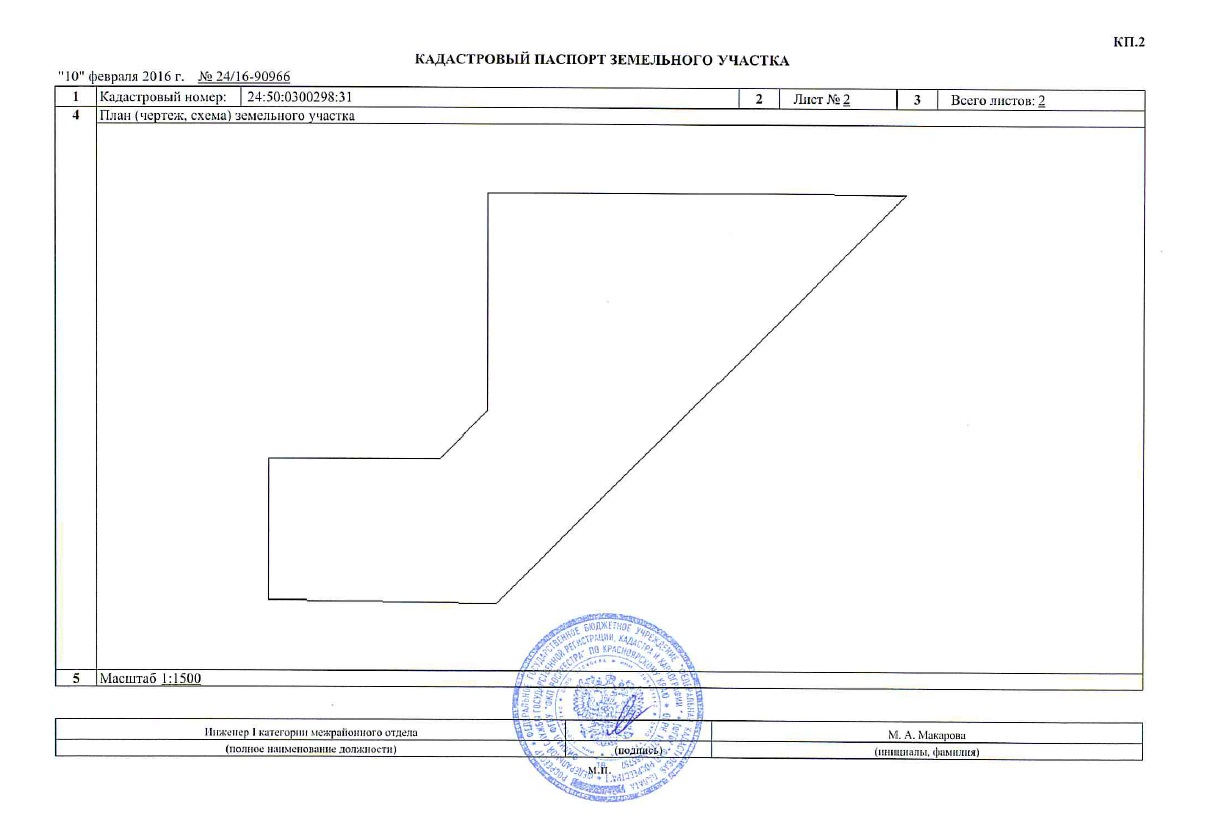 КП.2
КАДАСТРОВЫЙ ПАСПОРТ ЗЕМЕЛЬНОГО УЧАСТКА
"10" февраля 2016 г. № 24/16-90966
1 Кадастровый номер: 24:50:0300298:31 2 Лист № 2 3 Всего листов: 2
4 План (чертеж, схема) земельного участка
5 Масштаб 1:1500
Инженер I категории межрайонного отдела М. А. Макарова
(полное наименование должности) (подпись) (инициалы, фамилия)
М.П.